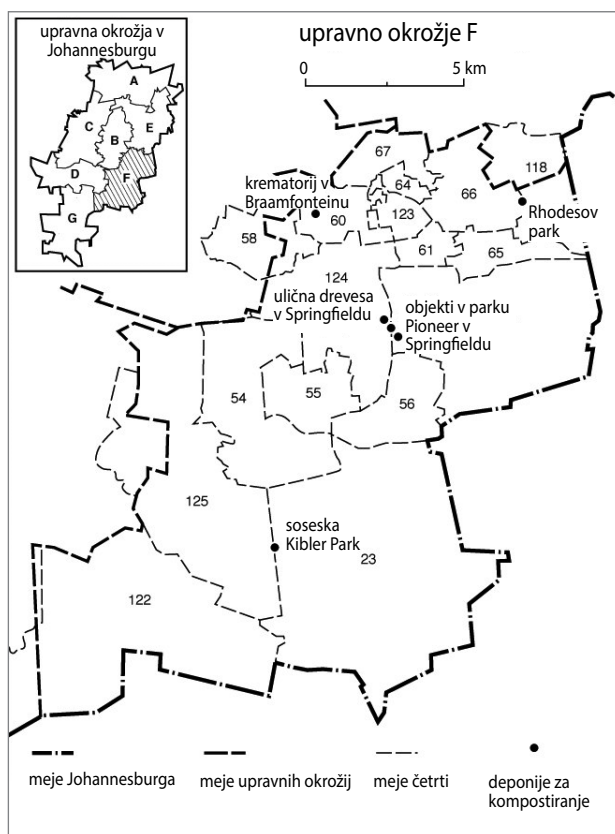 upravna okrožja v
Johannesburgu
A
C
B
E
D
F
G
upravno okrožje F
0
5 km
67
118
64
krematorij v
Braamfonteinu
60
123
66
Rhodesov
park
58
61
65
124
ulična drevesa
v Springfieldu
objekti v parku
Pioneer v
Springfieldu
54
55
56
125
soseska
Kibler Park
23
122
meje Johannesburga
meje upravnih okrožij
meje četrti
deponije za
kompostiranje